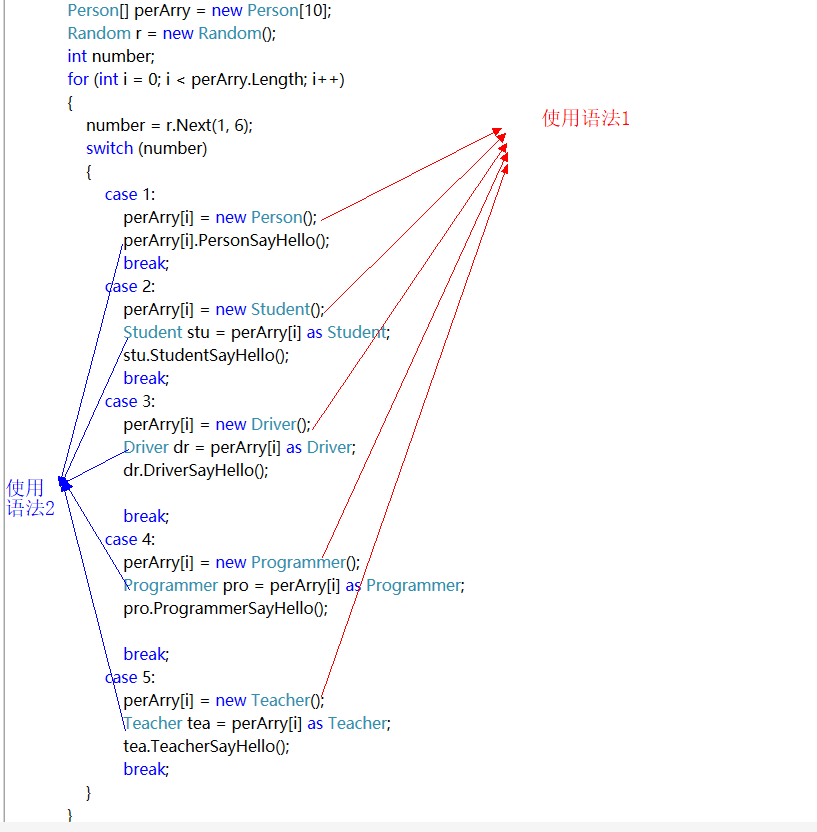 Person[] perArry = new Person[10];
Random r = new Random();
int number;
for (int i = 0; i < perArry.Length; i++)
{
number = r.Next(1, 6);
switch (number)
{
case 1:
perArry[i] = new Person();
perArry[i].PersonSayHello();
break;
case 2:
perArry[i] = new Student();
Student stu = perArry[i] as Student;
stu.StudentSayHello();
break;
case 3:
perArry[i] = new Driver();
Driver dr = perArry[i] as Driver;
dr.DriverSayHello();
break;
case 4:
perArry[i] = new Programmer();
Programmer pro = perArry[i] as Programmer;
pro.ProgrammerSayHello();
break;
case 5:
perArry[i] = new Teacher();
Teacher tea = perArry[i] as Teacher;
tea.TeacherSayHello();
break;
}
}
使用语法1
使用
语法2